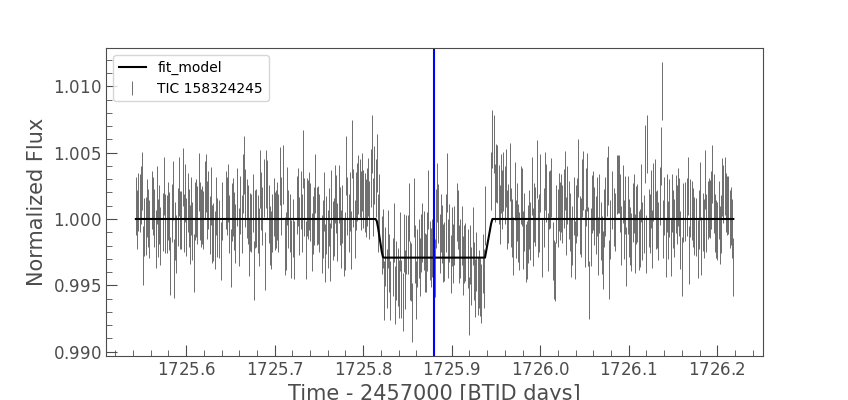 fit_model
TIC 158324245
1.010
1.005
1.000
0.995
0.990
Normalized Flux
1725.6 1725.7 1725.8 1725.9 1726.0 1726.1 1726.2
Time - 2457000 [BTJD days]